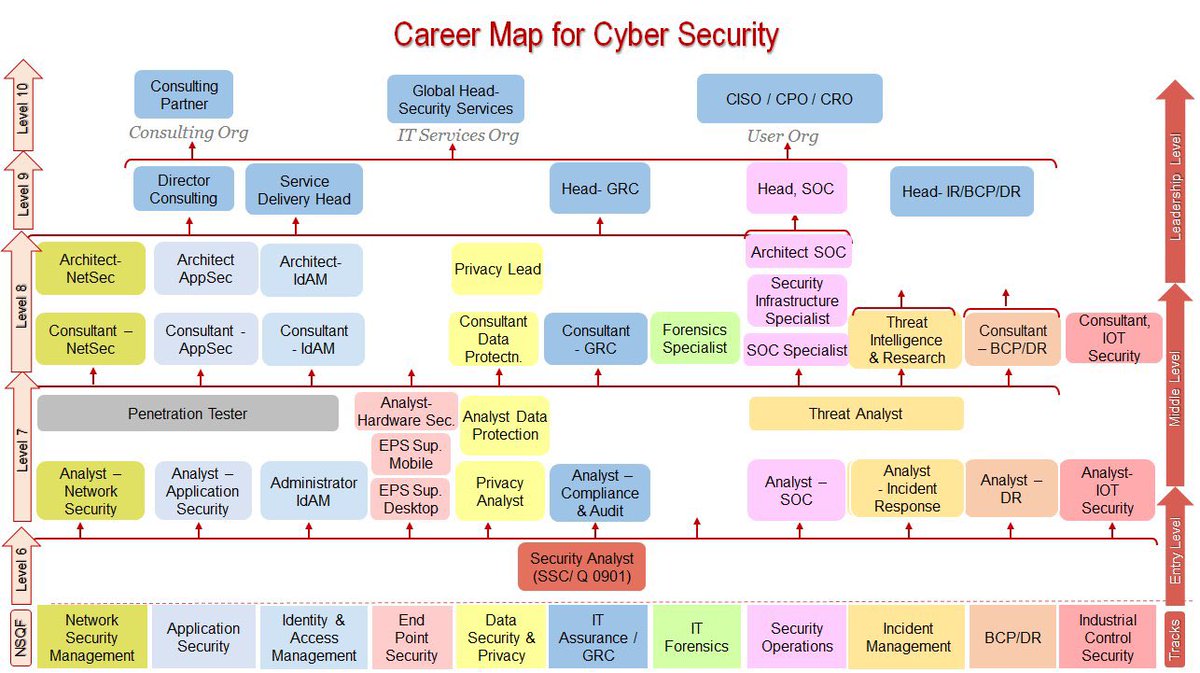 Career Map for Cyber Security
Level 10
Consulting
Partner
Consulting Org
Global Head-
Security Services
IT Services Org
CISO / CPO / CRO
User Org
Level 9
Director
Consulting
Service
Delivery Head
Head- GRC
Head, SOC
Head- IR/BCP/DR
Leadership Level
Level 8
Architect-
NetSec
Architect
AppSec
Architect-
IdAM
Privacy Lead
Architect SOC
Security
Infrastructure
Specialist
Consultant –
NetSec
Consultant -
AppSec
Consultant
- IdAM
Consultant
Data
Protectn.
Consultant
- GRC
Forensics
Specialist
SOC Specialist
Threat
Intelligence
& Research
Consultant
– BCP/DR
Consultant,
IOT
Security
Middle Level
Level 7
Penetration Tester
Analyst-
Hardware Sec.
EPS Sup.
Mobile
EPS Sup.
Desktop
Analyst Data
Protection
Threat Analyst
Analyst –
Network
Security
Analyst –
Application
Security
Administrator
IdAM
Privacy
Analyst
Analyst –
Compliance
& Audit
Analyst –
SOC
Analyst
- Incident
Response
Analyst –
DR
Analyst-
IOT
Security
Level 6
Security Analyst
(SSC/ Q 0901)
Entry Level
NSQF
Network
Security
Management
Application
Security
Identity &
Access
Management
End
Point
Security
Data
Security &
Privacy
IT
Assurance /
GRC
IT
Forensics
Security
Operations
Incident
Management
BCP/DR
Industrial
Control
Security
Tracks